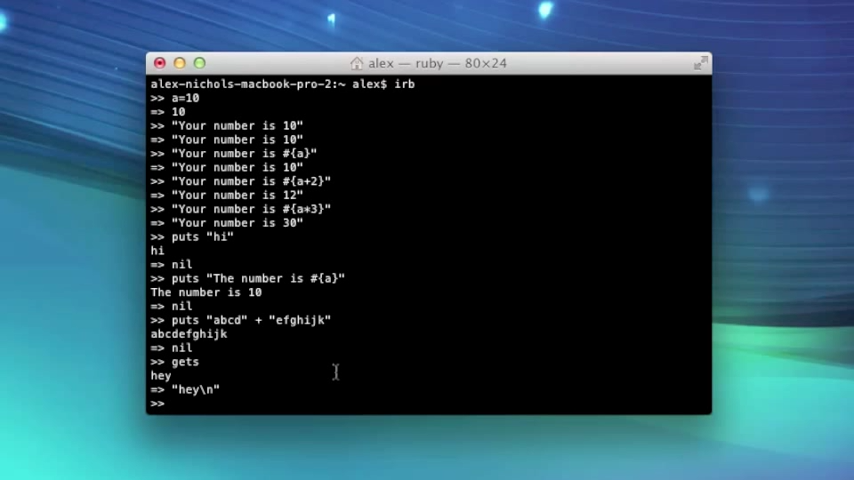 alex — ruby — 80×24
alex-nichols-macbook-pro-2:~ alex$ irb
>> a=10
=> 10
>> "Your number is 10"
=> "Your number is 10"
>> "Your number is #{a}"
=> "Your number is 10"
>> "Your number is #{a+2}"
=> "Your number is 12"
>> "Your number is #{a*3}"
=> "Your number is 30"
>> puts "hi"
hi
=> nil
>> puts "The number is #{a}"
The number is 10
=> nil
>> puts "abcd" + "efghijk"
abcdefghijk
=> nil
>> gets
hey
=> "hey\n"
>>